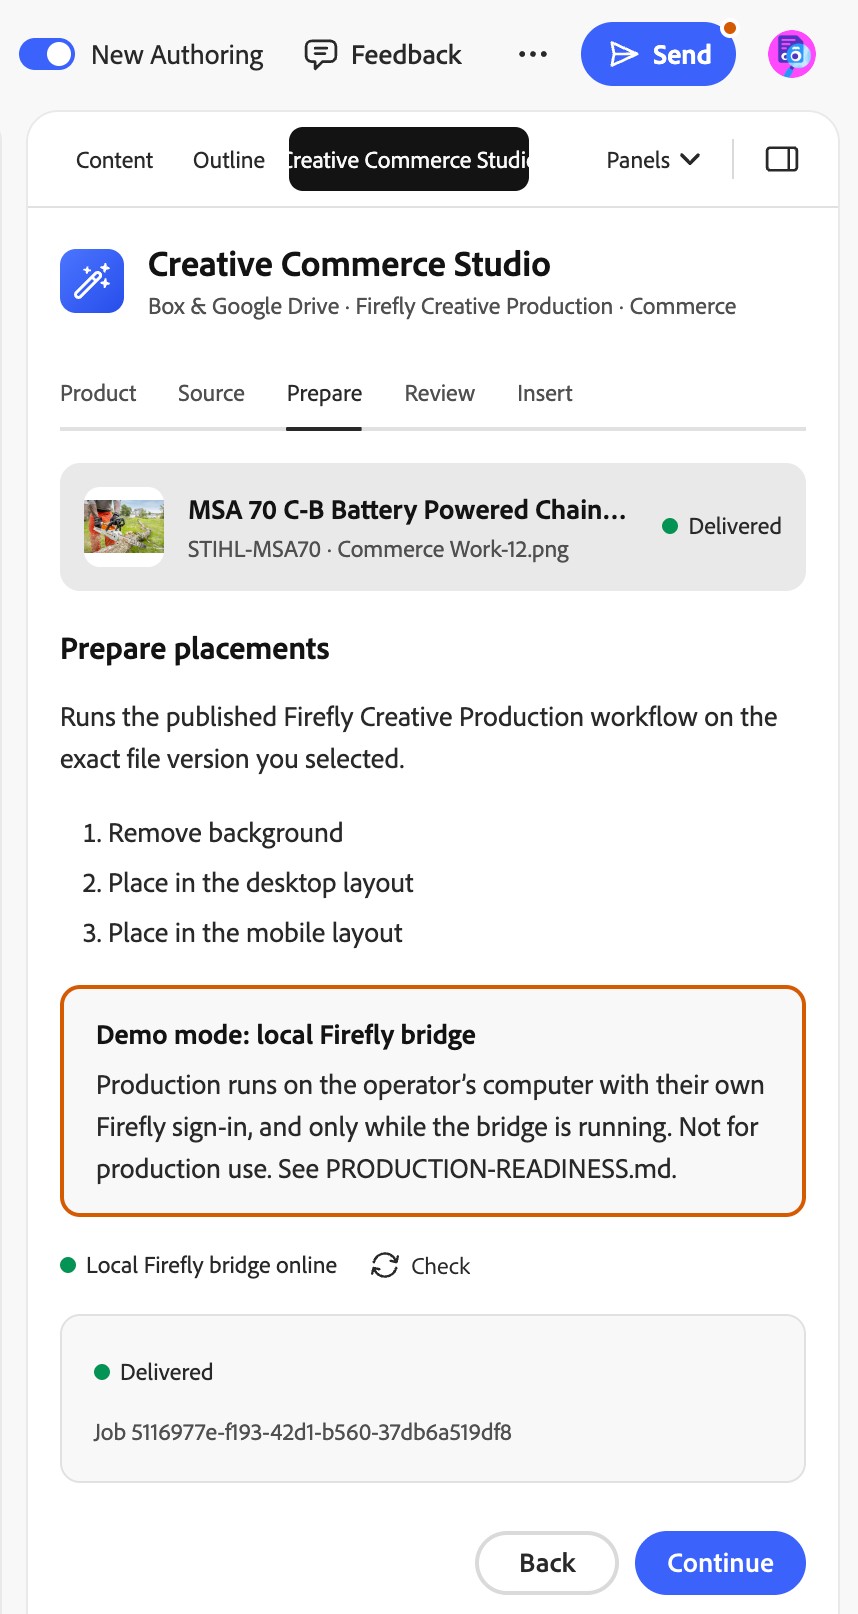 New Authoring
Feedback
Send
Content
Outline
Creative Commerce Studio
Panels
Creative Commerce Studio
Box & Google Drive · Firefly Creative Production · Commerce
Product
Source
Prepare
Review
Insert
MSA 70 C-B Battery Powered Chain…
STIHL-MSA70 · Commerce Work-12.png
Delivered
Prepare placements
Runs the published Firefly Creative Production workflow on the
exact file version you selected.
1. Remove background
2. Place in the desktop layout
3. Place in the mobile layout
Demo mode: local Firefly bridge
Production runs on the operator’s computer with their own
Firefly sign-in, and only while the bridge is running. Not for
production use. See PRODUCTION-READINESS.md.
Local Firefly bridge online
Check
Delivered
Job 5116977e-f193-42d1-b560-37db6a519df8
Back
Continue